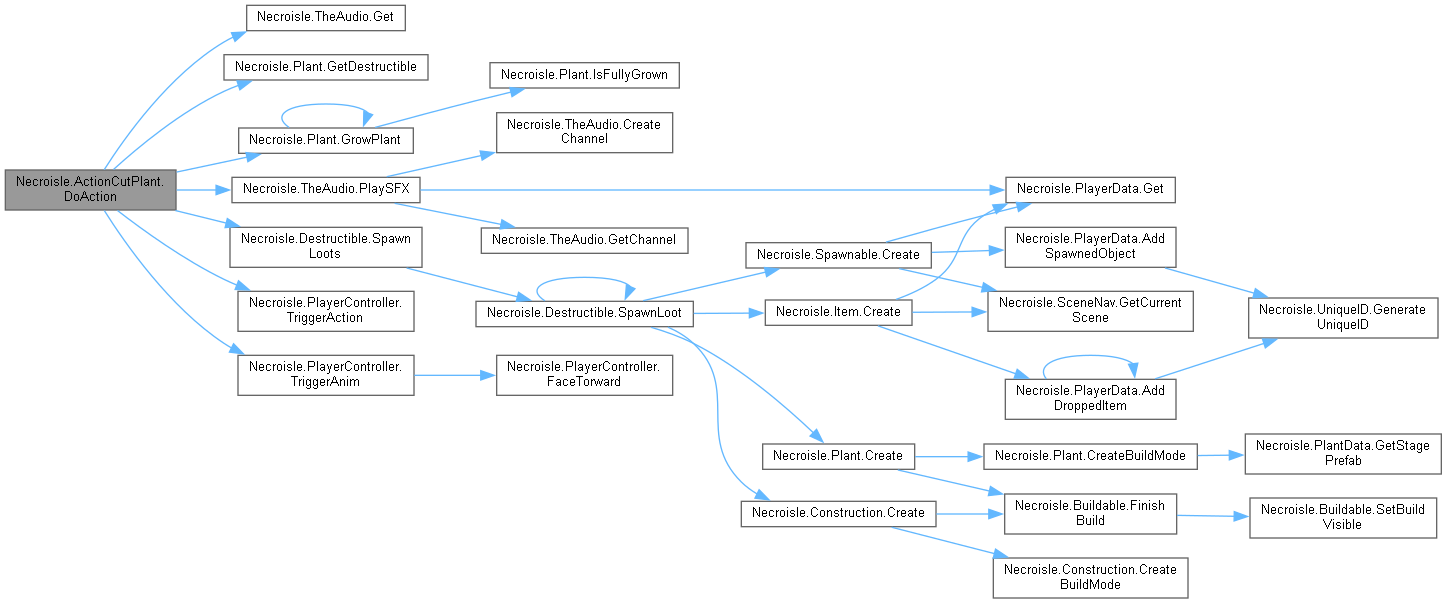 Necroisle.TheAudio.Get
Necroisle.Plant.GetDestructible
Necroisle.Plant.IsFullyGrown
Necroisle.TheAudio.Create
Channel
Necroisle.Plant.GrowPlant
Necroisle.ActionCutPlant.
DoAction
Necroisle.TheAudio.PlaySFX
Necroisle.PlayerData.Get
Necroisle.Destructible.Spawn
Loots
Necroisle.TheAudio.GetChannel
Necroisle.Spawnable.Create
Necroisle.PlayerData.Add
SpawnedObject
Necroisle.PlayerController.
TriggerAction
Necroisle.Destructible.SpawnLoot
Necroisle.Item.Create
Necroisle.SceneNav.GetCurrent
Scene
Necroisle.UniqueID.Generate
UniqueID
Necroisle.PlayerController.
TriggerAnim
Necroisle.PlayerController.
FaceTorward
Necroisle.PlayerData.Add
DroppedItem
Necroisle.Plant.Create
Necroisle.Plant.CreateBuildMode
Necroisle.PlantData.GetStage
Prefab
Necroisle.Construction.Create
Necroisle.Buildable.Finish
Build
Necroisle.Buildable.SetBuild
Visible
Necroisle.Construction.Create
BuildMode